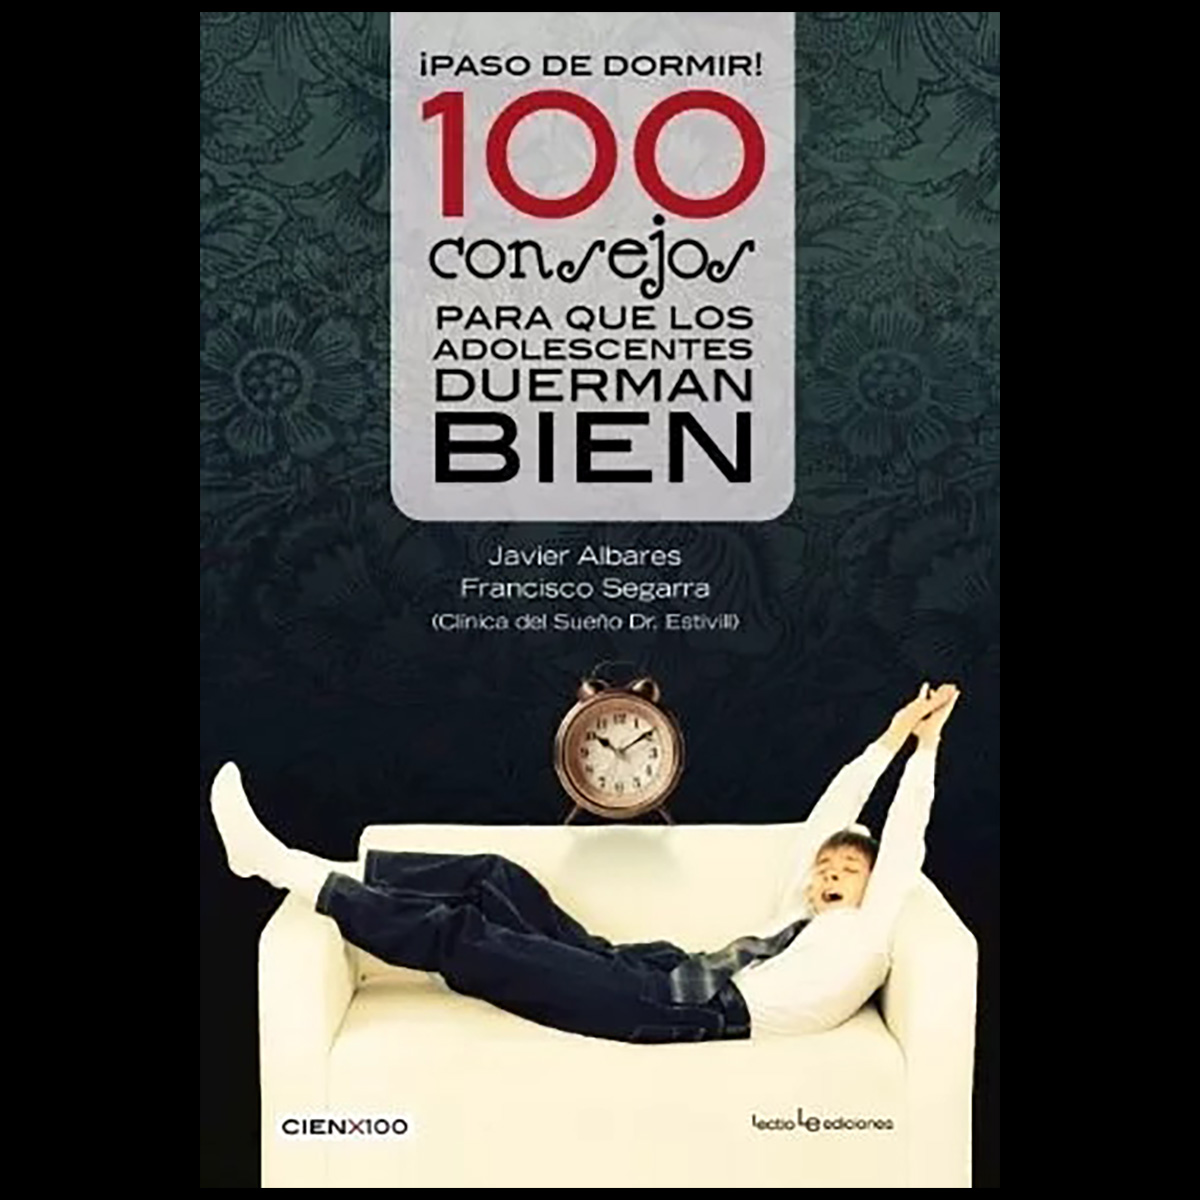 ¡PASO DE DORMIR!
100
consejos
PARA QUE LOS
ADOLESCENTES
DUERMAN
BIEN
Javier Albares
Francisco Segarra
(Clínica del Sueño Dr. Estivill)
CIENX100
Lectio Le ediciones